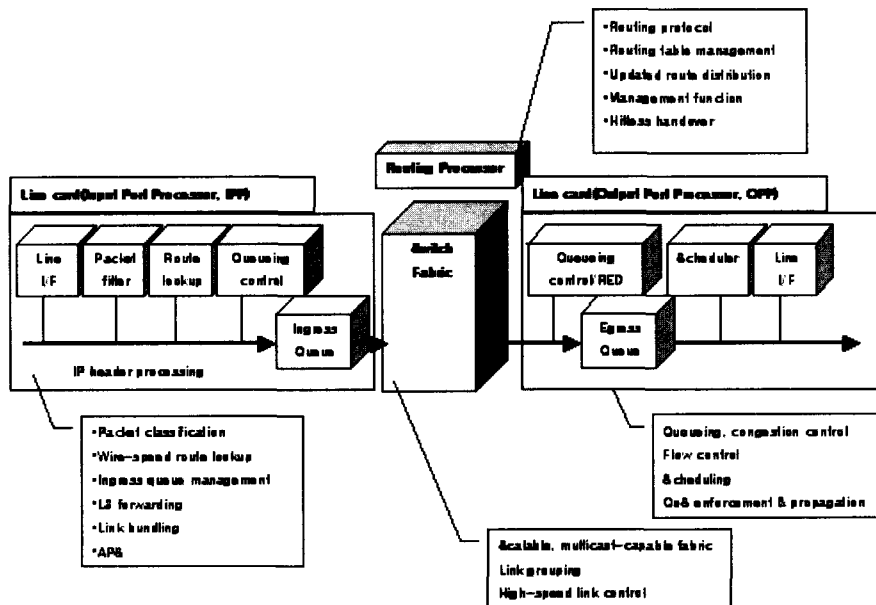 •Routing protocol
•Routing table management
•Updated route distribution
•Management function
•Hitless handover
Routing Processor
Line card(Input Port Processor, IPP)
Line card(Output Port Processor, OPP)
Line I/F
Packet filter
Route lookup
Queueing control
Switch Fabric
Queueing control/RED
Scheduler
Line I/F
Ingress Queue
Egress Queue
IP header processing
•Packet classification
•Wire-speed route lookup
•Ingress queue management
•L3 forwarding
•Link bundling
•APS
Queueing, congestion control
Flow control
Scheduling
QoS enforcement & propagation
Scalable, multicast-capable fabric
Link grouping
High-speed link control